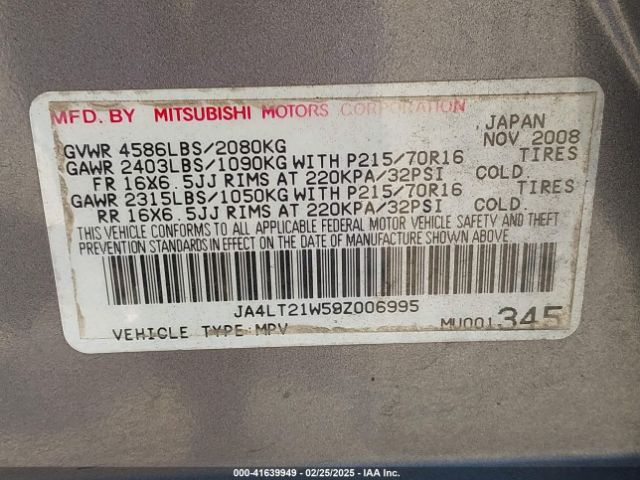 MFD. BY MITSUBISHI MOTORS CORPORATION
JAPAN
NOV 2008
GVWR 4586LBS/2080KG
GAWR 2403LBS/1090KG WITH P215/70R16 TIRES
FR 16X6.5JJ RIMS AT 220KPA/32PSI COLD.
GAWR 2315LBS/1050KG WITH P215/70R16 TIRES
RR 16X6.5JJ RIMS AT 220KPA/32PSI COLD.
THIS VEHICLE CONFORMS TO ALL APPLICABLE FEDERAL MOTOR VEHICLE SAFETY AND THEFT
PREVENTION STANDARDS IN EFFECT ON THE DATE OF MANUFACTURE SHOWN ABOVE.
JA4LT21W59Z006995
VEHICLE TYPE MPV
MU001345
000-41639949 - 02/25/2025 - IAA Inc.